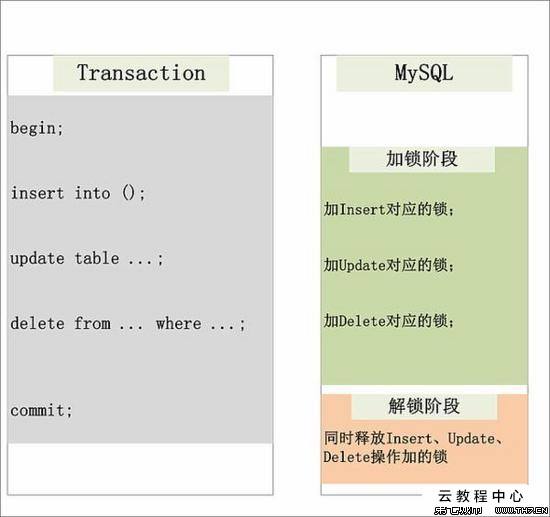 Transaction
begin;
insert into ();
update table ...;
delete from ... where ...;
commit;
MySQL
加锁阶段
加Insert对应的锁;
加Update对应的锁;
加Delete对应的锁;
解锁阶段
同时释放Insert、Update、
Delete操作加的锁
云教程中心
WWW.TH7.CN